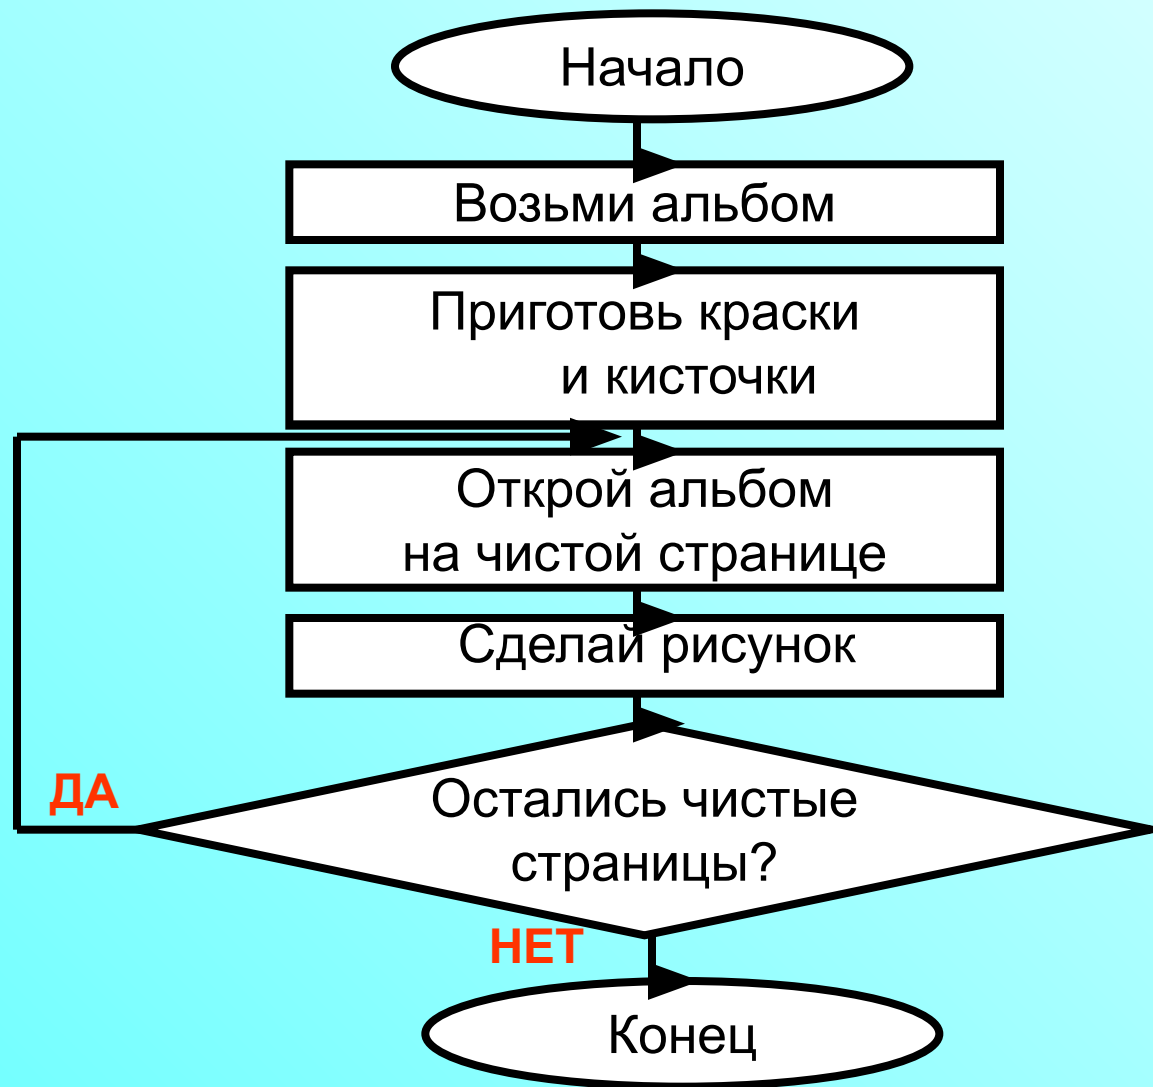 Начало
Возьми альбом
Приготовь краски
и кисточки
Открой альбом
на чистой странице
Сделай рисунок
ДА
Остались чистые
страницы?
НЕТ
Конец